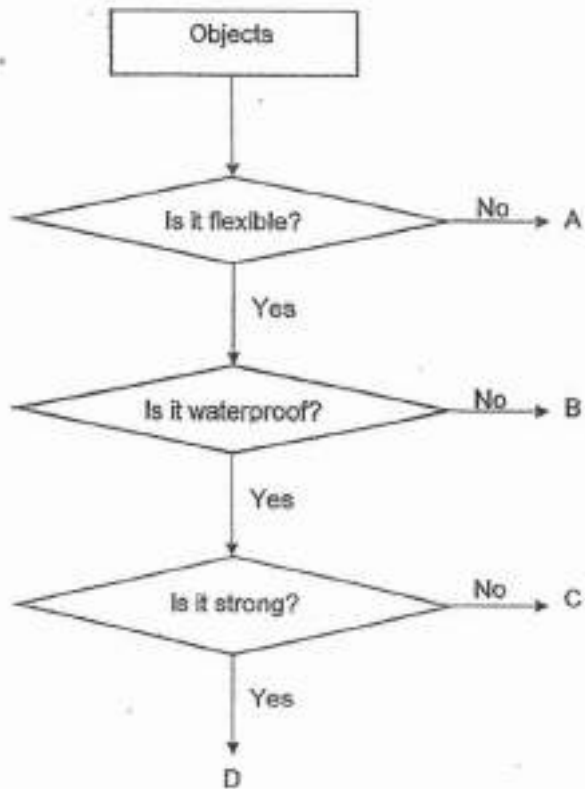 Objects
Is it flexible?
No
A
Yes
Is it waterproof?
No
B
Yes
Is it strong?
No
C
Yes
D